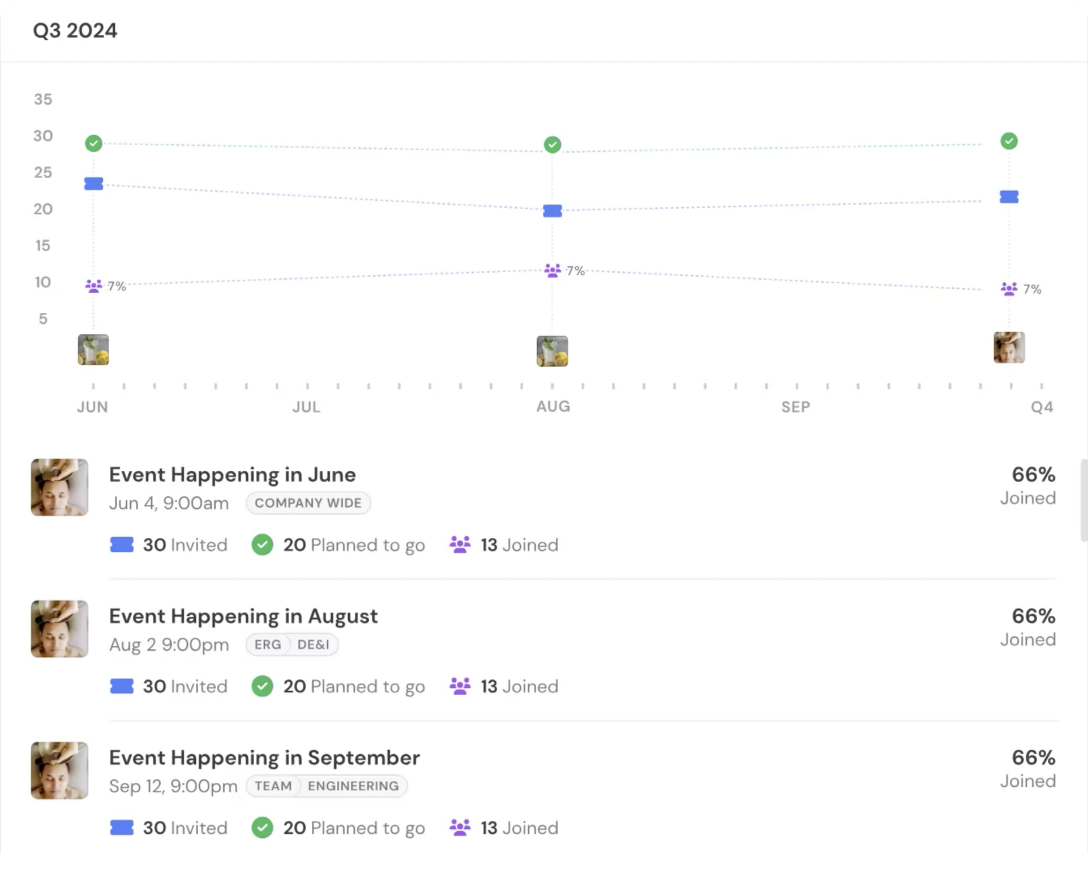 Q3 2024
35
30
25
20
15
10
5
7%
7%
7%
JUN JUL AUG SEP Q4
Event Happening in June
66%
Jun 4, 9:00am COMPANY WIDE
Joined
30 Invited 20 Planned to go 13 Joined
Event Happening in August
66%
Aug 2 9:00pm ERG DE&I
Joined
30 Invited 20 Planned to go 13 Joined
Event Happening in September
66%
Sep 12, 9:00pm TEAM ENGINEERING
Joined
30 Invited 20 Planned to go 13 Joined